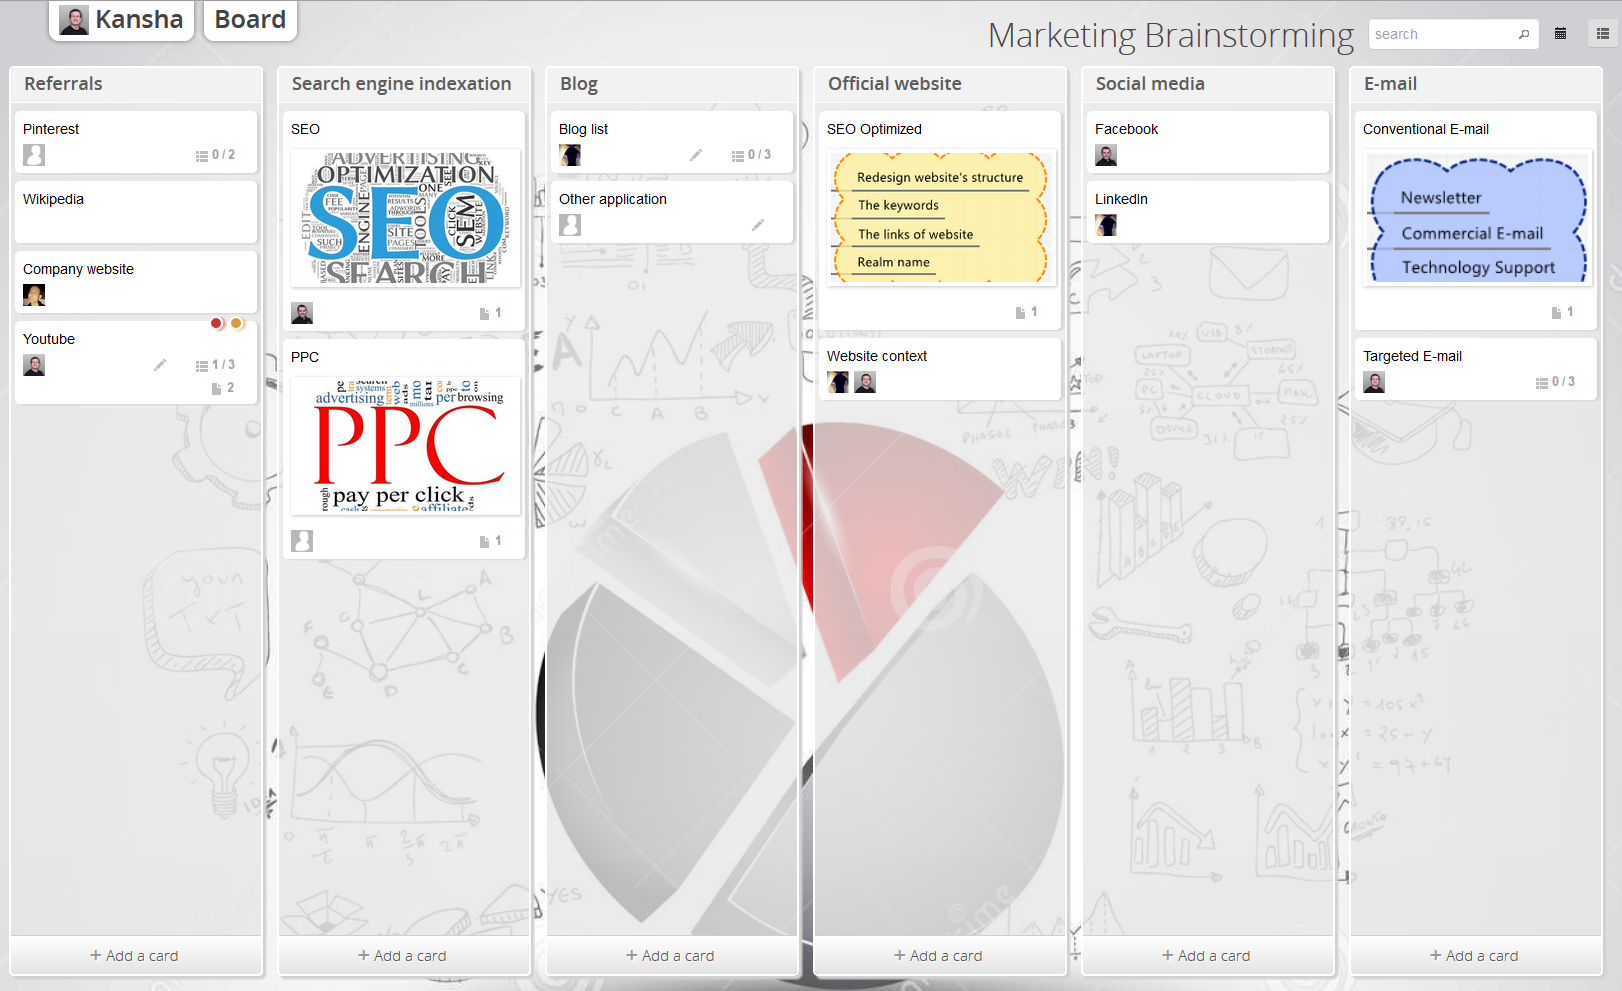 Kansha
Board
Marketing Brainstorming
search
Referrals
Pinterest
0 / 2
Wikipedia
Company website
Youtube
1 / 3
2
+ Add a card
Search engine indexation
SEO
ADVERTISING
OPTIMIZATION
SEO
SEARCH
1
PPC
advertising web per browsing
PPC
pay per click
affiliate
1
+ Add a card
Blog
Blog list
0 / 3
Other application
+ Add a card
Official website
SEO Optimized
Redesign website's structure
The keywords
The links of website
Realm name
1
Website context
+ Add a card
Social media
Facebook
LinkedIn
+ Add a card
E-mail
Conventional E-mail
Newsletter
Commercial E-mail
Technology Support
1
Targeted E-mail
0 / 3
+ Add a card